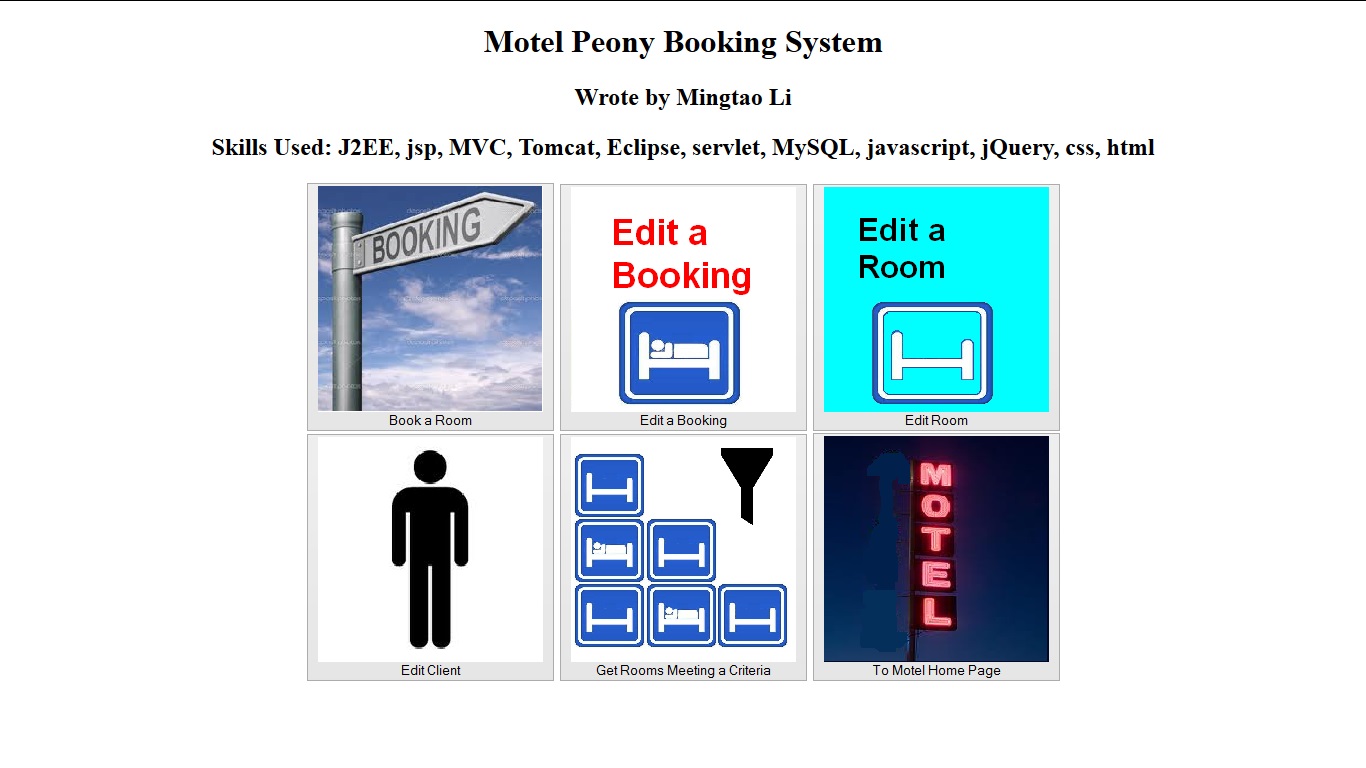 Motel Peony Booking System
Wrote by Mingtao Li
Skills Used: J2EE, jsp, MVC, Tomcat, Eclipse, servlet, MySQL, javascript, jQuery, css, html
BOOKING
Book a Room
Edit a
Booking
Edit a Booking
Edit a
Room
Edit Room
Edit Client
Get Rooms Meeting a Criteria
MOTEL
To Motel Home Page